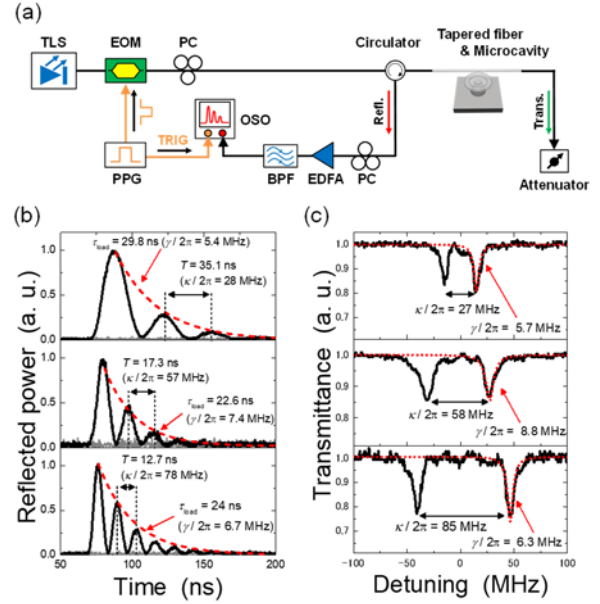 (a)
TLS
EOM
PC
Circulator
Tapered fiber
& Microcavity
Refl.
Trans.
OSO
TRIG
PPG
BPF
EDFA
PC
Attenuator
(b)
Reflected power (a. u.)
1.0
0.5
0.0
τload = 29.8 ns (γ/2π = 5.4 MHz)
T = 35.1 ns
(κ/2π = 28 MHz)
1.0
0.5
0.0
T = 17.3 ns
(κ/2π = 57 MHz)
τload = 22.6 ns
(γ/2π = 7.4 MHz)
1.0
0.5
0.0
T = 12.7 ns
(κ/2π = 78 MHz)
τload = 24 ns
(γ/2π = 6.7 MHz)
50 100 150 200
Time (ns)
(c)
Transmittance (a. u.)
1.0
0.9
0.8
0.7
κ/2π = 27 MHz
γ/2π = 5.7 MHz
1.0
0.9
0.8
0.7
κ/2π = 58 MHz
γ/2π = 8.8 MHz
1.0
0.9
0.8
0.7
κ/2π = 85 MHz
γ/2π = 6.3 MHz
-100 -50 0 50 100
Detuning (MHz)